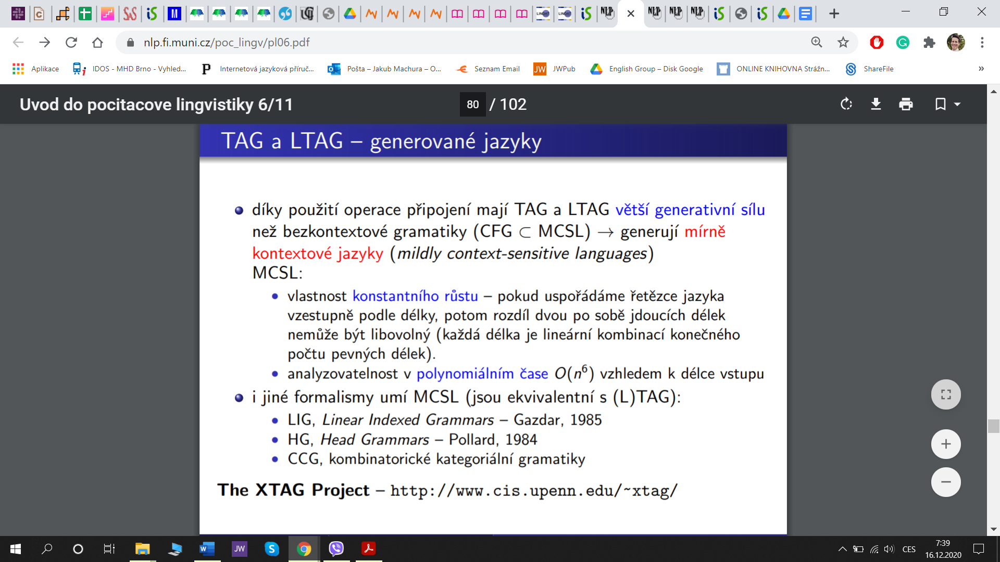 nlp.fi.muni.cz/poc_lingv/pl06.pdf
Aplikace IDOS - MHD Brno - Vyhled... Internetová jazyková příruč... Pošta – Jakub Machura – O... Seznam Email JWPub English Group – Disk Google ONLINE KNIHOVNA Strážn... ShareFile »
Uvod do pocitacove lingvistiky 6/11 80 / 102
TAG a LTAG – generované jazyky
díky použití operace připojení mají TAG a LTAG větší generativní sílu
než bezkontextové gramatiky (CFG ⊂ MCSL) → generují mírně
kontextové jazyky (mildly context-sensitive languages)
MCSL:
vlastnost konstantního růstu – pokud uspořádáme řetězce jazyka
vzestupně podle délky, potom rozdíl dvou po sobě jdoucích délek
nemůže být libovolný (každá délka je lineární kombinací konečného
počtu pevných délek).
analyzovatelnost v polynomiálním čase O(n⁶) vzhledem k délce vstupu
i jiné formalismy umí MCSL (jsou ekvivalentní s (L)TAG):
LIG, Linear Indexed Grammars – Gazdar, 1985
HG, Head Grammars – Pollard, 1984
CCG, kombinatorické kategoriální gramatiky
The XTAG Project – http://www.cis.upenn.edu/~xtag/
CES
7:39
16.12.2020